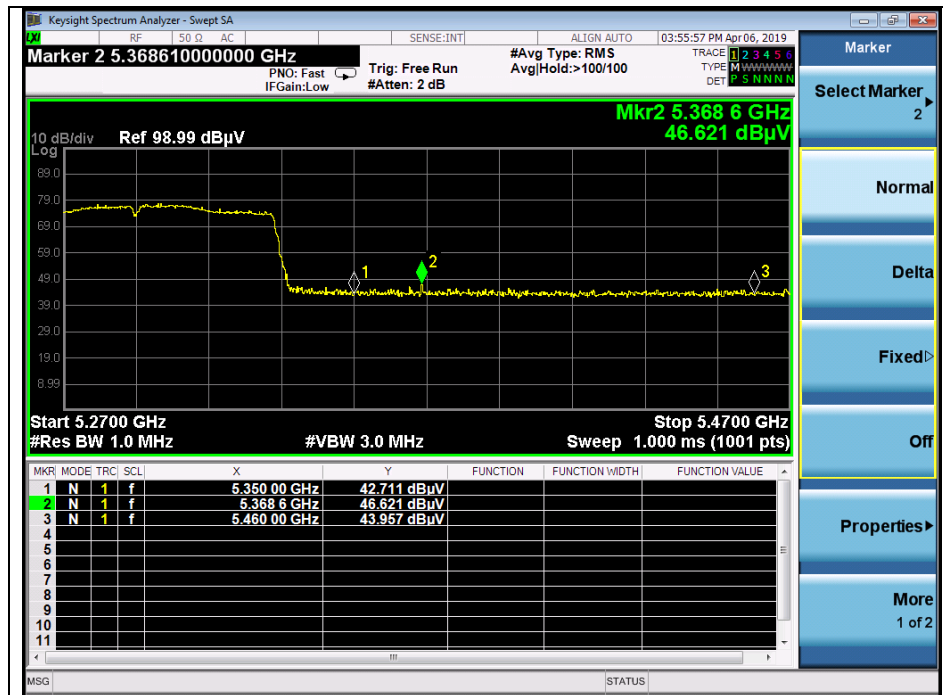 Keysight Spectrum Analyzer - Swept SA
LXI RF 50 Ω AC SENSE:INT ALIGN AUTO 03:55:57 PM Apr 06, 2019
Marker 2 5.368610000000 GHz
PNO: Fast
IFGain:Low
Trig: Free Run
#Atten: 2 dB
#Avg Type: RMS
Avg|Hold:>100/100
TRACE 1 2 3 4 5 6
TYPE M WWWWW
DET P S N N N N
Mkr2 5.368 6 GHz
46.621 dBµV
10 dB/div Ref 98.99 dBµV
Log
89.0
79.0
69.0
59.0
49.0
39.0
29.0
19.0
8.99
1
2
3
Start 5.2700 GHz Stop 5.4700 GHz
#Res BW 1.0 MHz #VBW 3.0 MHz Sweep 1.000 ms (1001 pts)
MKR MODE TRC SCL X Y FUNCTION FUNCTION WIDTH FUNCTION VALUE
1 N 1 f 5.350 00 GHz 42.711 dBµV
2 N 1 f 5.368 6 GHz 46.621 dBµV
3 N 1 f 5.460 00 GHz 43.957 dBµV
4
5
6
7
8
9
10
11
MSG STATUS
Marker
Select Marker
2
Normal
Delta
Fixed
Off
Properties
More
1 of 2